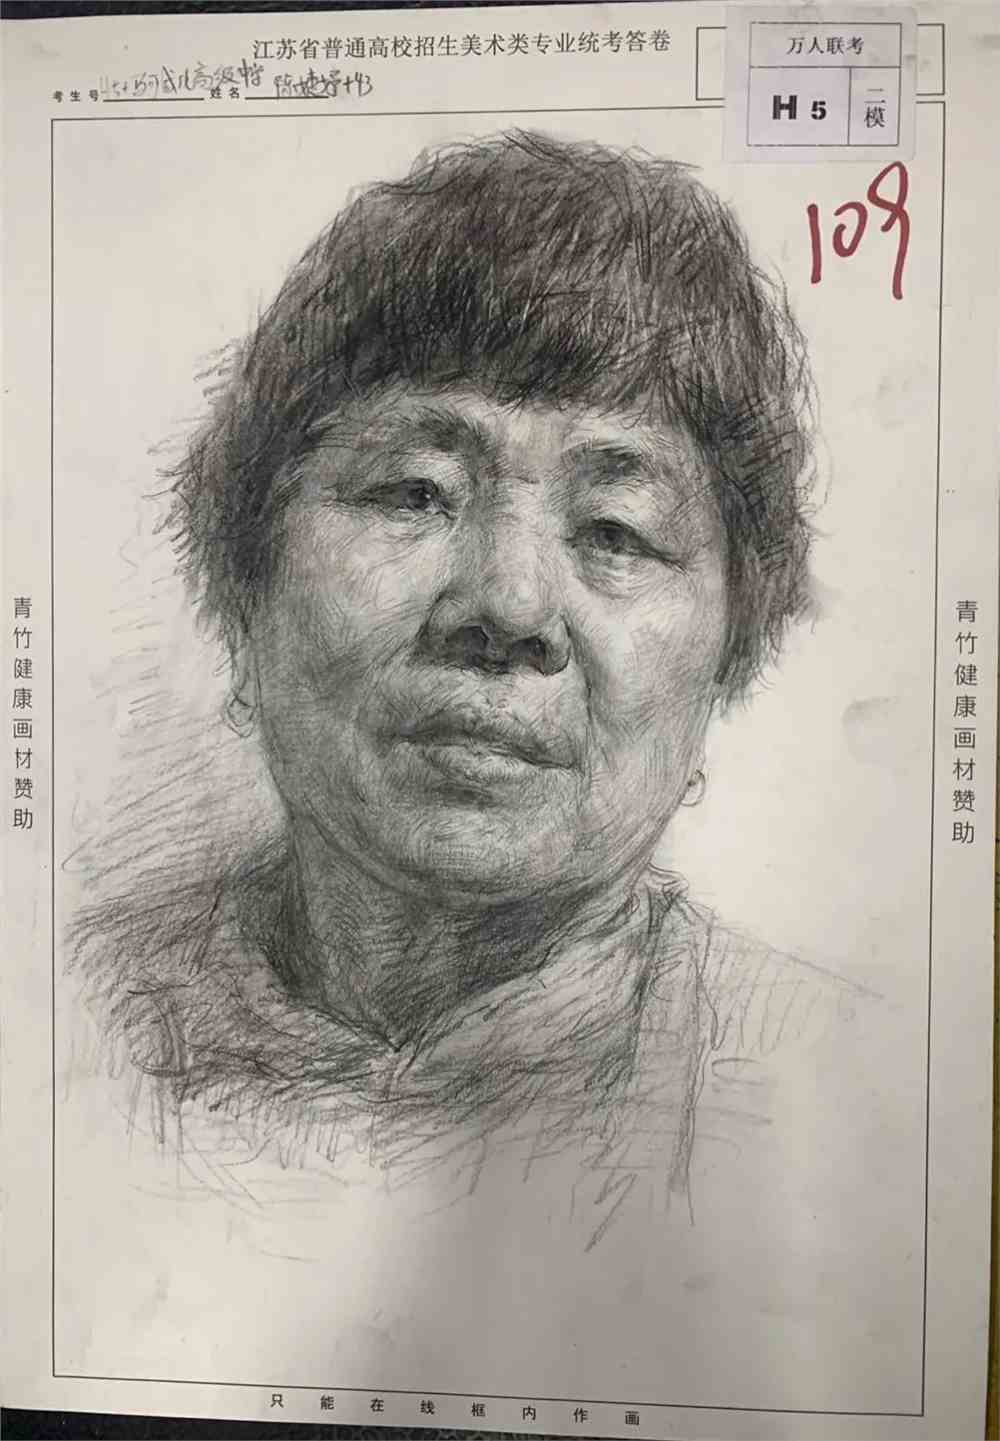 江苏省普通高校招生美术类专业统考答卷
考生号 高级中学 姓名
万人联考
H 5
二模
109
青竹健康画材赞助
青竹健康画材赞助
只能在线框内作画